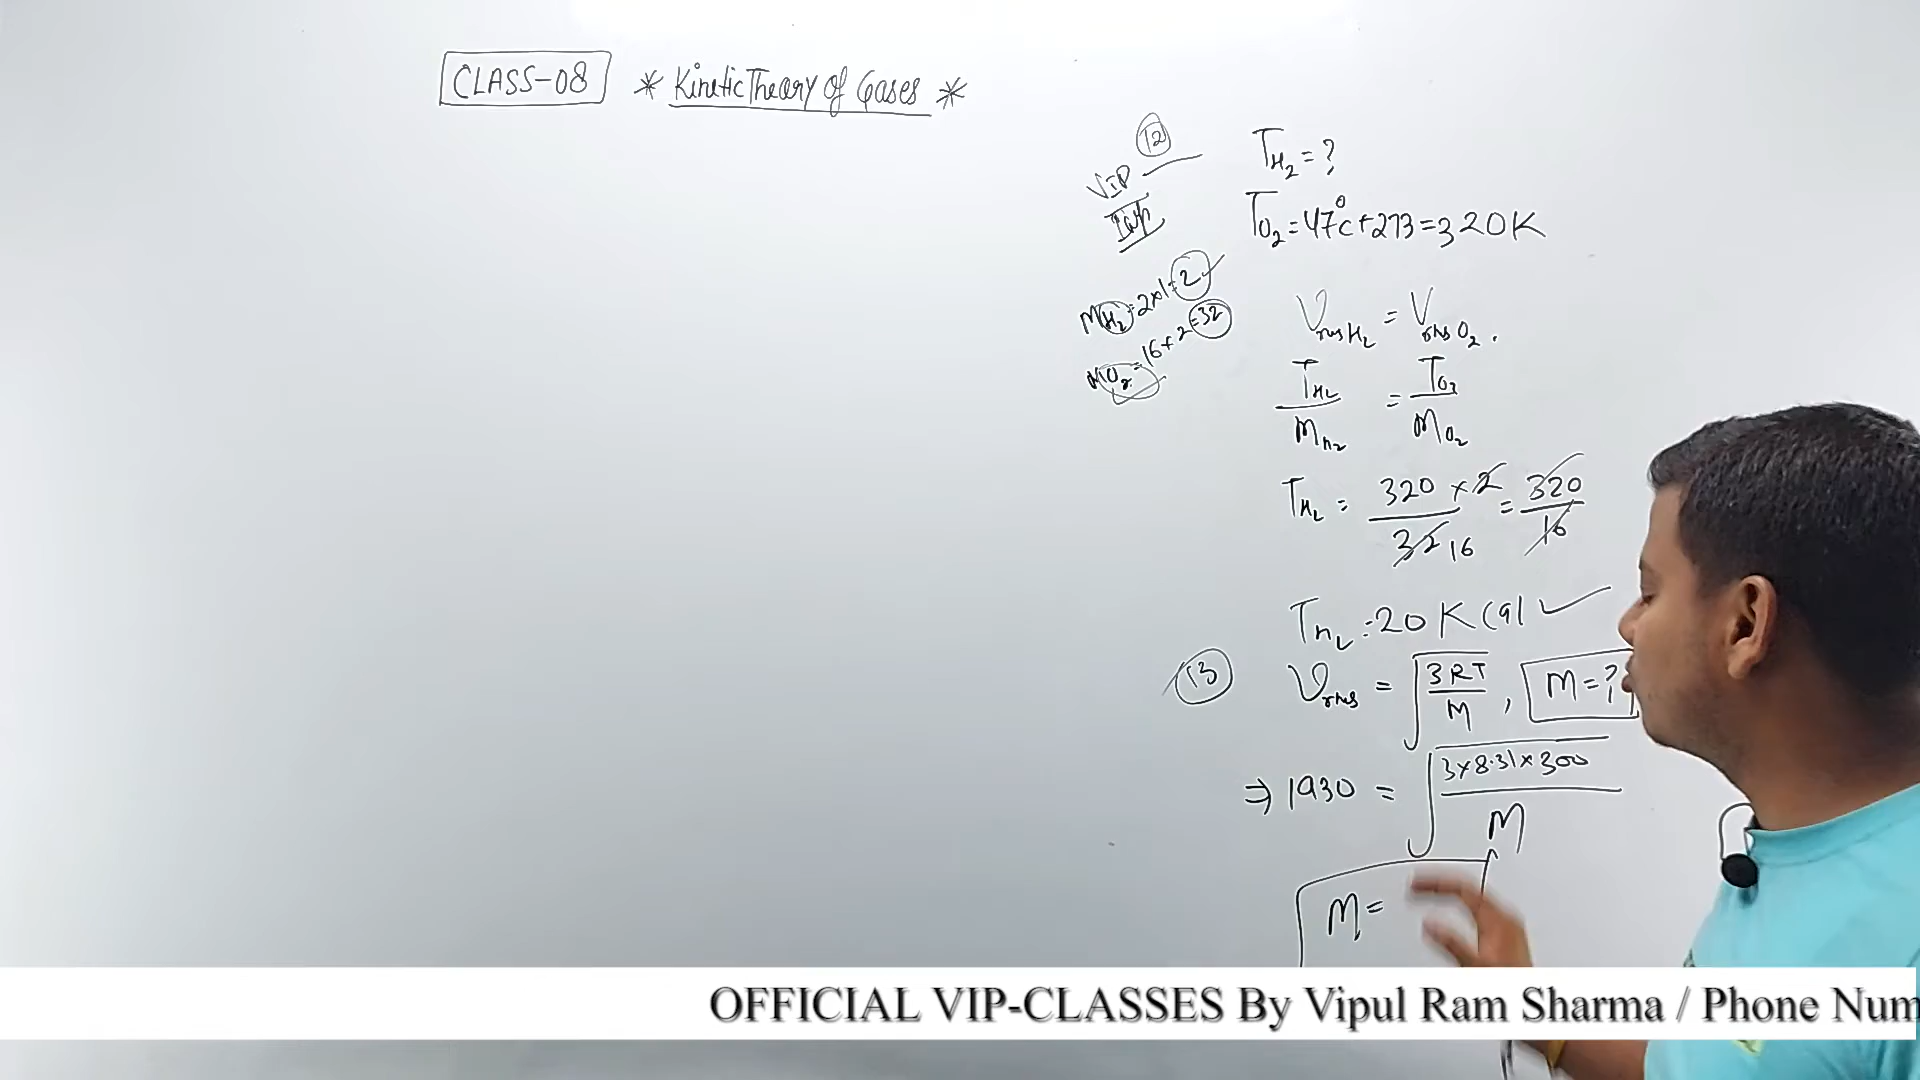 CLASS-08 * Kinetic Theory of Gases *
12
VIP
Imp
T_H₂ = ?
T_O₂ = 47°C + 273 = 320K
M_H₂ = 2×1 = 2 ✓
M_O₂ = 16+2 = 32
V_rms H₂ = V_rms O₂.
T_H₂/M_H₂ = T_O₂/M_O₂
T_H₂ = 320 × 2/32 16 = 320/16
T_H₂ = 20 K (a) ✓
13
V_rms = √(3RT/M), M = ?
⇒ 1930 = √(3×8.31×300/M)
M =
OFFICIAL VIP-CLASSES By Vipul Ram Sharma / Phone Num